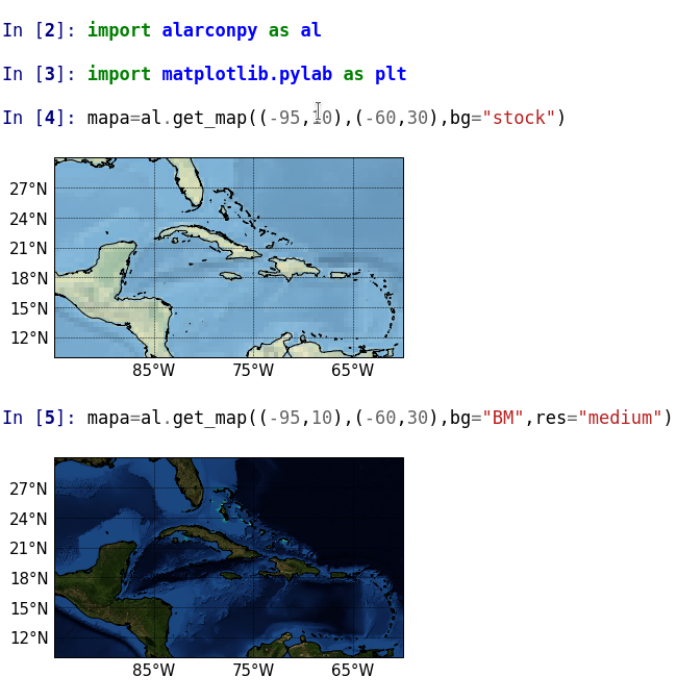 In [2]: import alarconpy as al
In [3]: import matplotlib.pylab as plt
In [4]: mapa=al.get_map((-95,10),(-60,30),bg="stock")
27°N
24°N
21°N
18°N
15°N
12°N
85°W 75°W 65°W
In [5]: mapa=al.get_map((-95,10),(-60,30),bg="BM",res="medium")
27°N
24°N
21°N
18°N
15°N
12°N
85°W 75°W 65°W